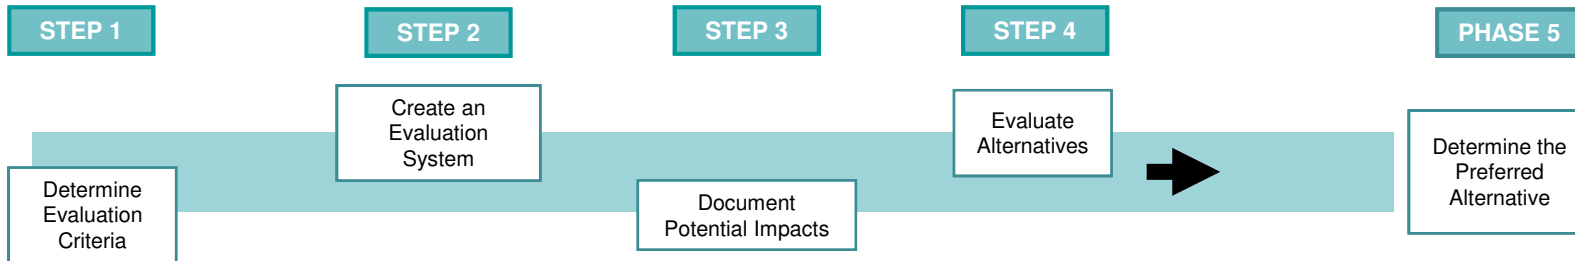 STEP 1
STEP 2
STEP 3
STEP 4
PHASE 5
Determine
Evaluation
Criteria
Create an
Evaluation
System
Document
Potential Impacts
Evaluate
Alternatives
Determine the
Preferred
Alternative